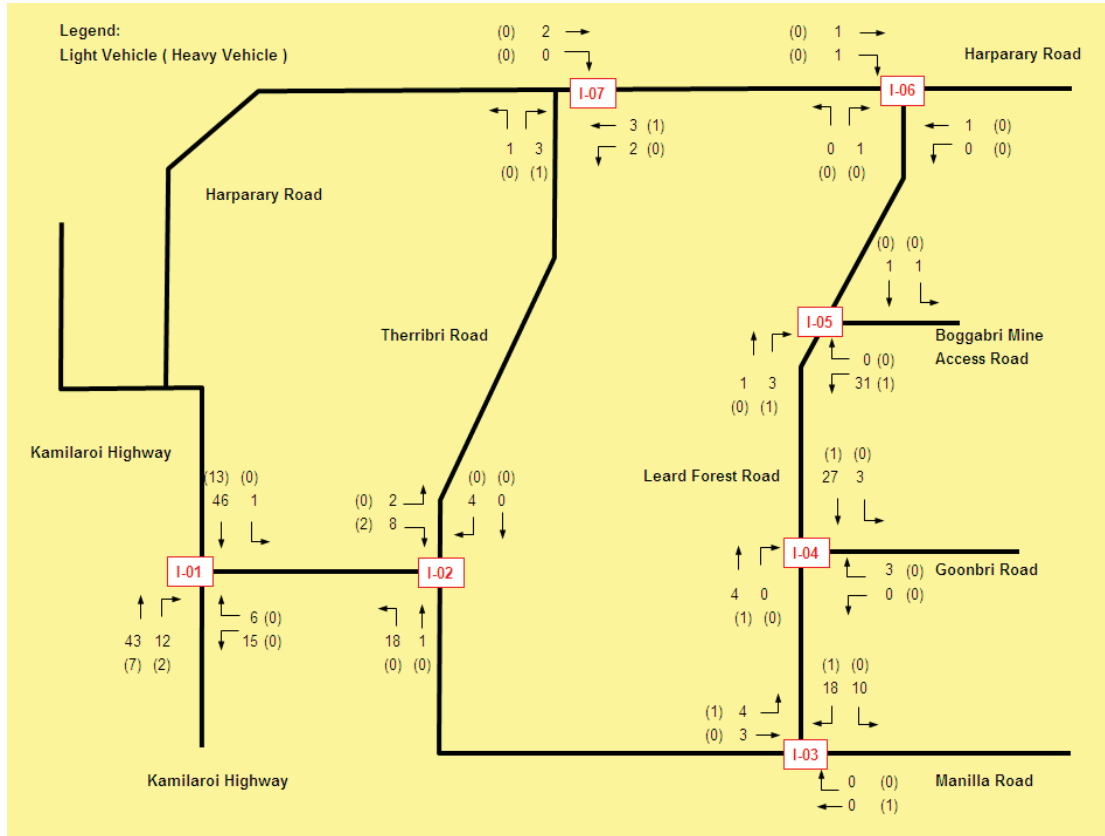 Legend:
Light Vehicle ( Heavy Vehicle )
(0) 2
(0) 0
(0) 1
(0) 1
Harparary Road
I-07
I-06
3 (1)
2 (0)
1 3
(0) (1)
1 (0)
0 (0)
0 1
(0) (0)
Harparary Road
(0) (0)
1 1
Therribri Road
I-05
Boggabri Mine
Access Road
0 (0)
31 (1)
1 3
(0) (1)
Kamilaroi Highway
(13) (0)
46 1
(0) 2
(2) 8
(0) (0)
4 0
Leard Forest Road
(1) (0)
27 3
I-01
I-02
I-04
Goonbri Road
3 (0)
0 (0)
4 0
(1) (0)
6 (0)
15 (0)
43 12
(7) (2)
18 1
(0) (0)
(1) (0)
18 10
(1) 4
(0) 3
I-03
Kamilaroi Highway
Manilla Road
0 (0)
0 (1)